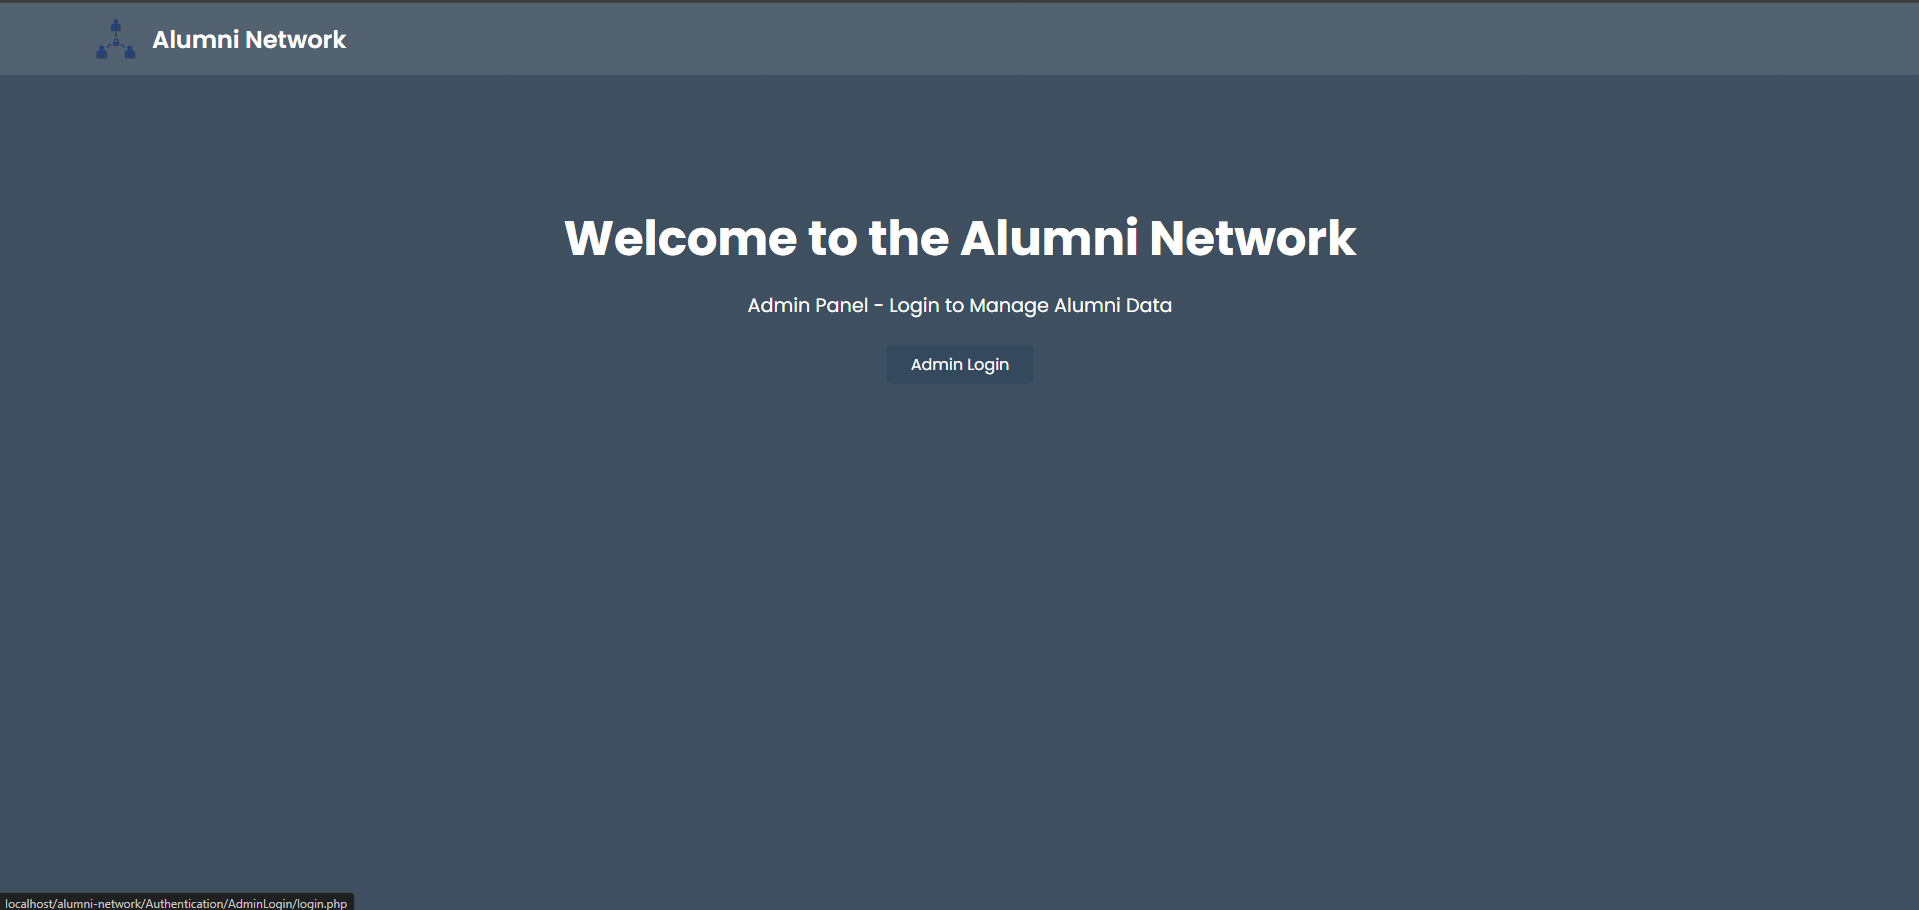 Alumni Network
Welcome to the Alumni Network
Admin Panel - Login to Manage Alumni Data
Admin Login
localhost/alumni-network/Authentication/AdminLogin/login.php